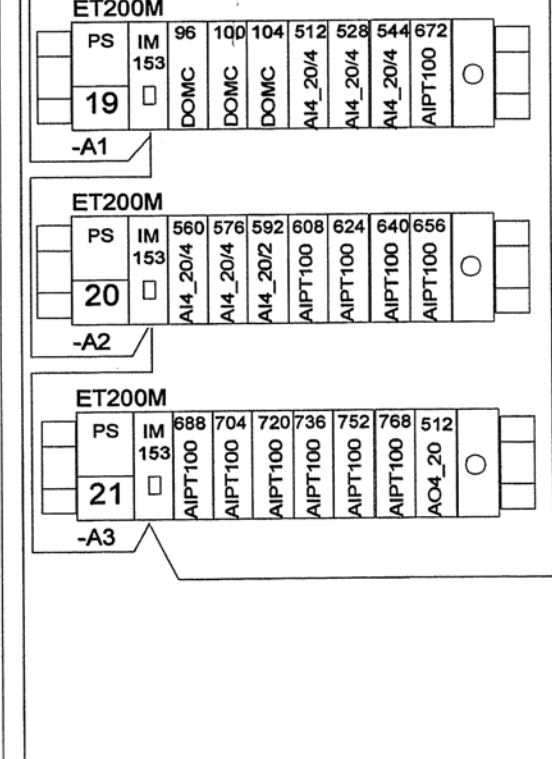 ET200M
PS IM 153 96 100 104 512 528 544 672
DOMC DOMC DOMC AI4_20/4 AI4_20/4 AI4_20/4 AIPT100
19
-A1
ET200M
PS IM 153 560 576 592 608 624 640 656
AI4_20/4 AI4_20/4 AI4_20/2 AIPT100 AIPT100 AIPT100 AIPT100
20
-A2
ET200M
PS IM 153 688 704 720 736 752 768 512
AIPT100 AIPT100 AIPT100 AIPT100 AIPT100 AIPT100 AO4_20
21
-A3